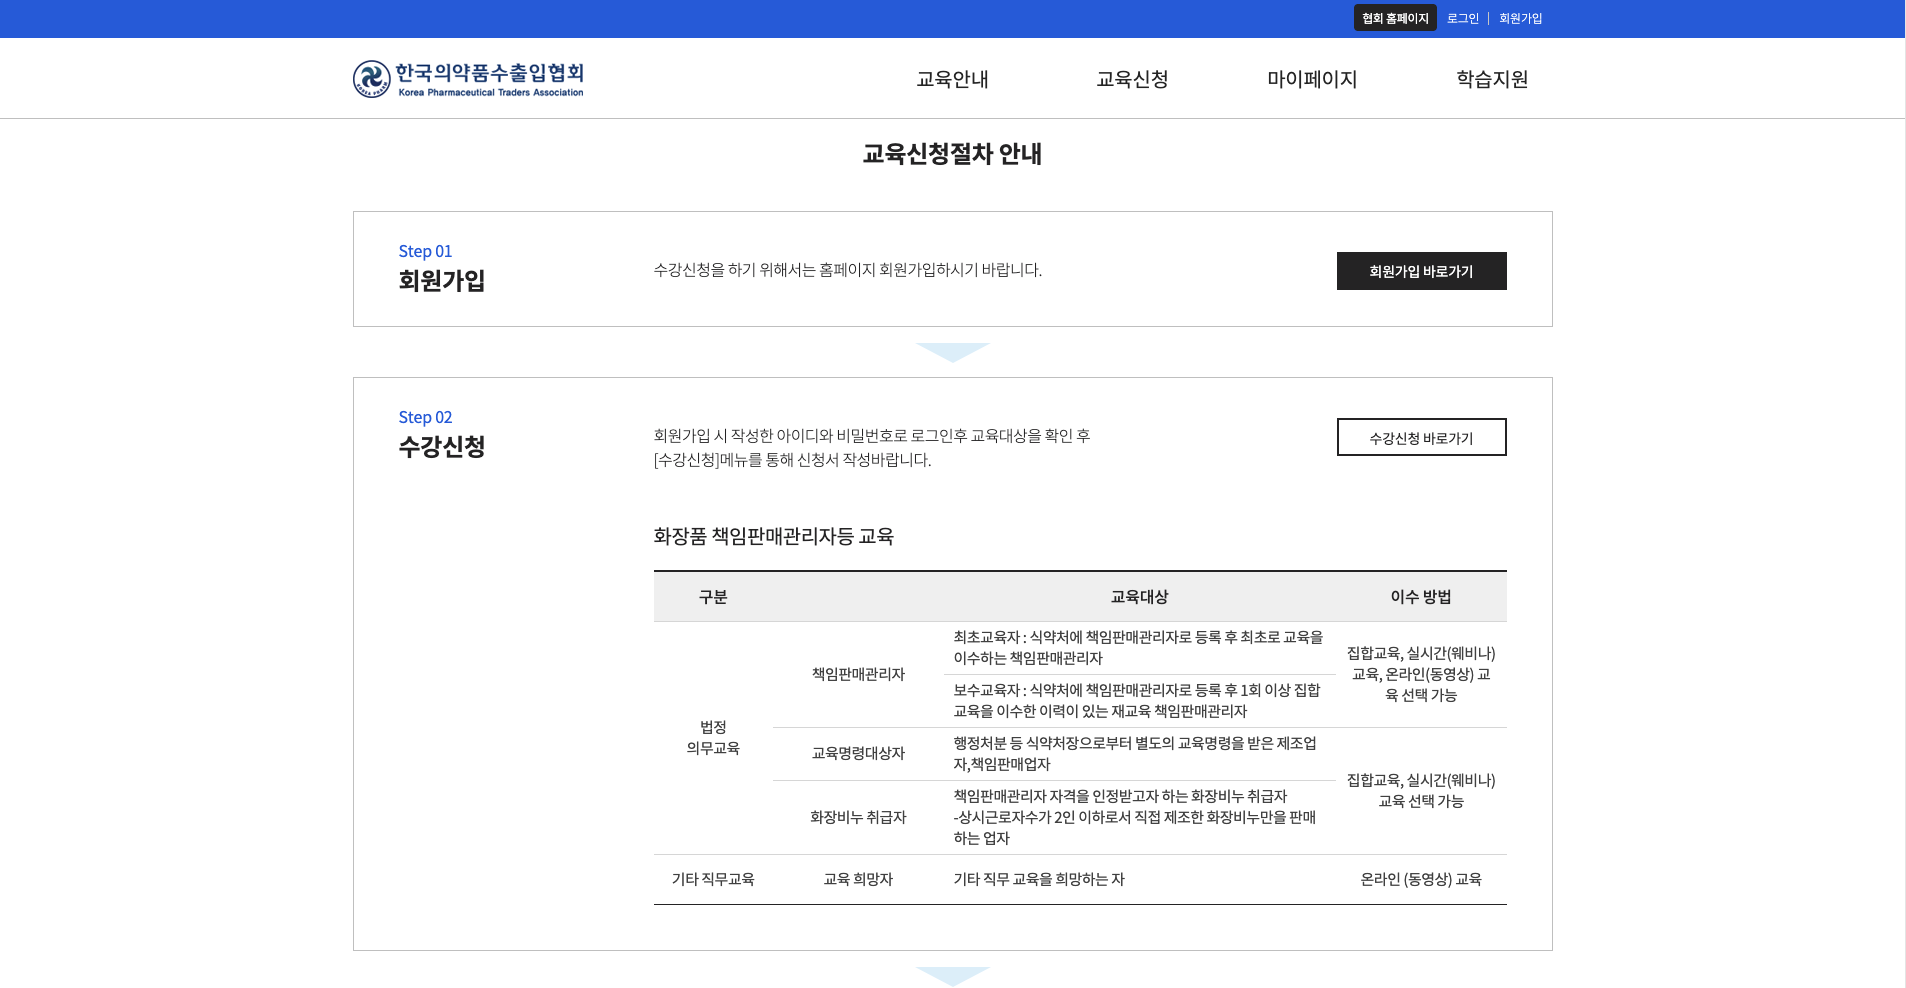 협회 홈페이지 로그인 회원가입
한국의약품수출입협회
Korea Pharmaceutical Traders Association
KOREA PHARM
교육안내 교육신청 마이페이지 학습지원
교육신청절차 안내
Step 01
회원가입
수강신청을 하기 위해서는 홈페이지 회원가입하시기 바랍니다.
회원가입 바로가기
Step 02
수강신청
회원가입 시 작성한 아이디와 비밀번호로 로그인후 교육대상을 확인 후
[수강신청]메뉴를 통해 신청서 작성바랍니다.
수강신청 바로가기
화장품 책임판매관리자등 교육
구분 교육대상 이수 방법
법정
의무교육
책임판매관리자
최초교육자 : 식약처에 책임판매관리자로 등록 후 최초로 교육을
이수하는 책임판매관리자
보수교육자 : 식약처에 책임판매관리자로 등록 후 1회 이상 집합
교육을 이수한 이력이 있는 재교육 책임판매관리자
집합교육, 실시간(웨비나)
교육, 온라인(동영상) 교
육 선택 가능
교육명령대상자
행정처분 등 식약처장으로부터 별도의 교육명령을 받은 제조업
자,책임판매업자
집합교육, 실시간(웨비나)
교육 선택 가능
화장비누 취급자
책임판매관리자 자격을 인정받고자 하는 화장비누 취급자
-상시근로자수가 2인 이하로서 직접 제조한 화장비누만을 판매
하는 업자
기타 직무교육 교육 희망자 기타 직무 교육을 희망하는 자 온라인 (동영상) 교육